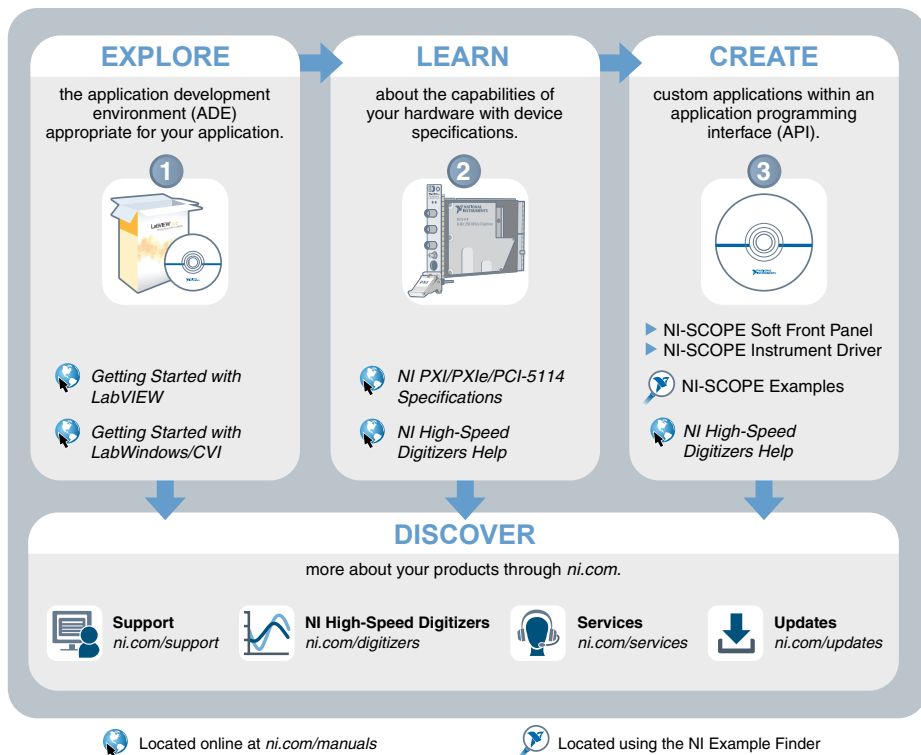 EXPLORE
the application development
environment (ADE)
appropriate for your application.
1
LabVIEW
Getting Started with
LabVIEW
Getting Started with
LabWindows/CVI
LEARN
about the capabilities of
your hardware with device
specifications.
2
NATIONAL
INSTRUMENTS
NI PXI/PXIe/PCI-5114
Specifications
NI High-Speed
Digitizers Help
CREATE
custom applications within an
application programming
interface (API).
3
NI-SCOPE Soft Front Panel
NI-SCOPE Instrument Driver
NI-SCOPE Examples
NI High-Speed
Digitizers Help
DISCOVER
more about your products through ni.com.
Support
ni.com/support
NI High-Speed Digitizers
ni.com/digitizers
Services
ni.com/services
Updates
ni.com/updates
Located online at ni.com/manuals
Located using the NI Example Finder